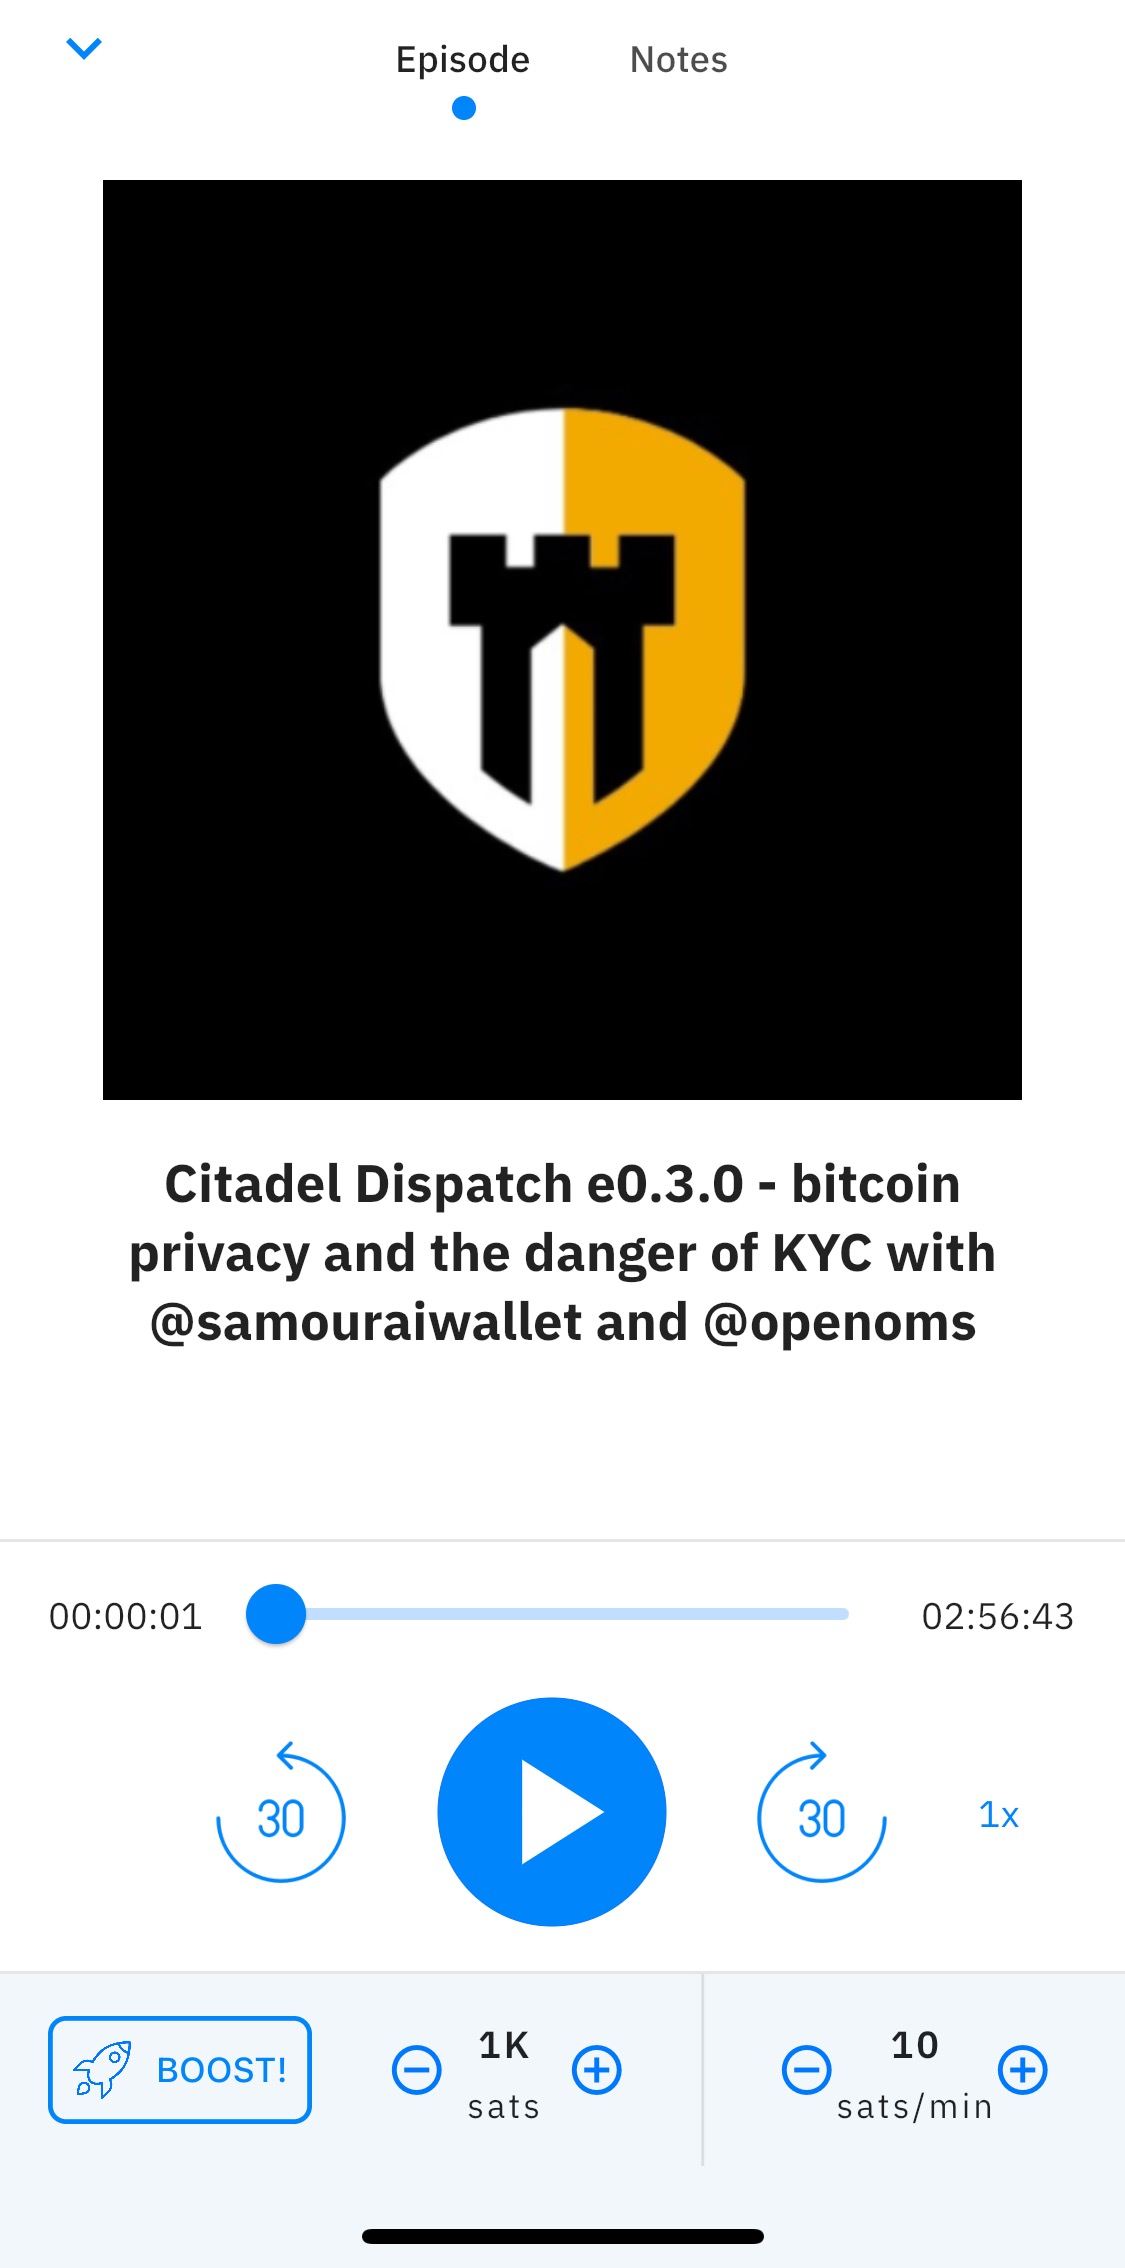 Episode Notes
Citadel Dispatch e0.3.0 - bitcoin
privacy and the danger of KYC with
@samouraiwallet and @openoms
00:00:01 02:56:43
30 30 1x
BOOST! 1K sats 10 sats/min